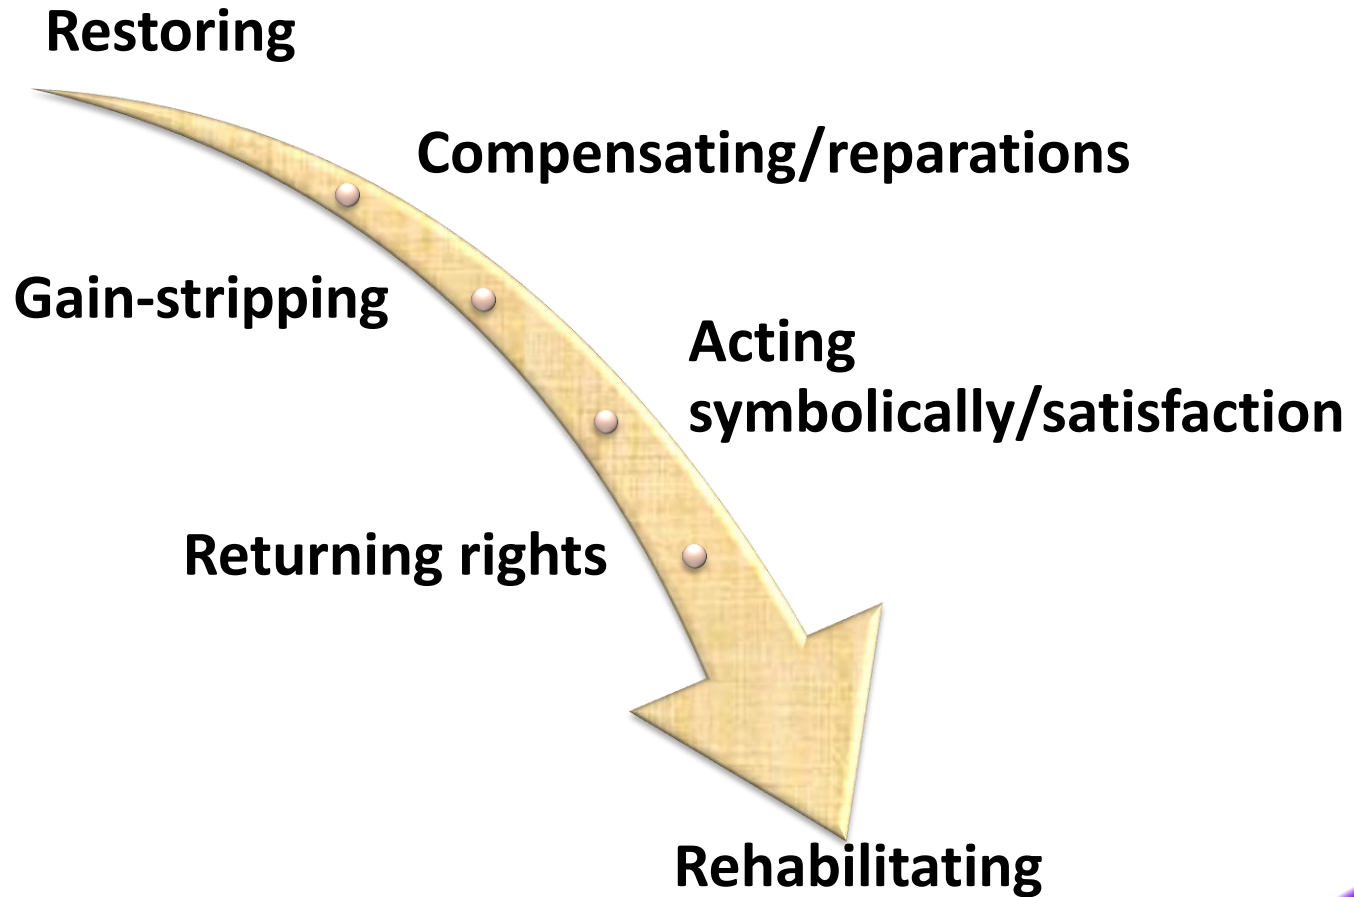 Restoring
Compensating/reparations
Gain-stripping
Acting
symbolically/satisfaction
Returning rights
Rehabilitating